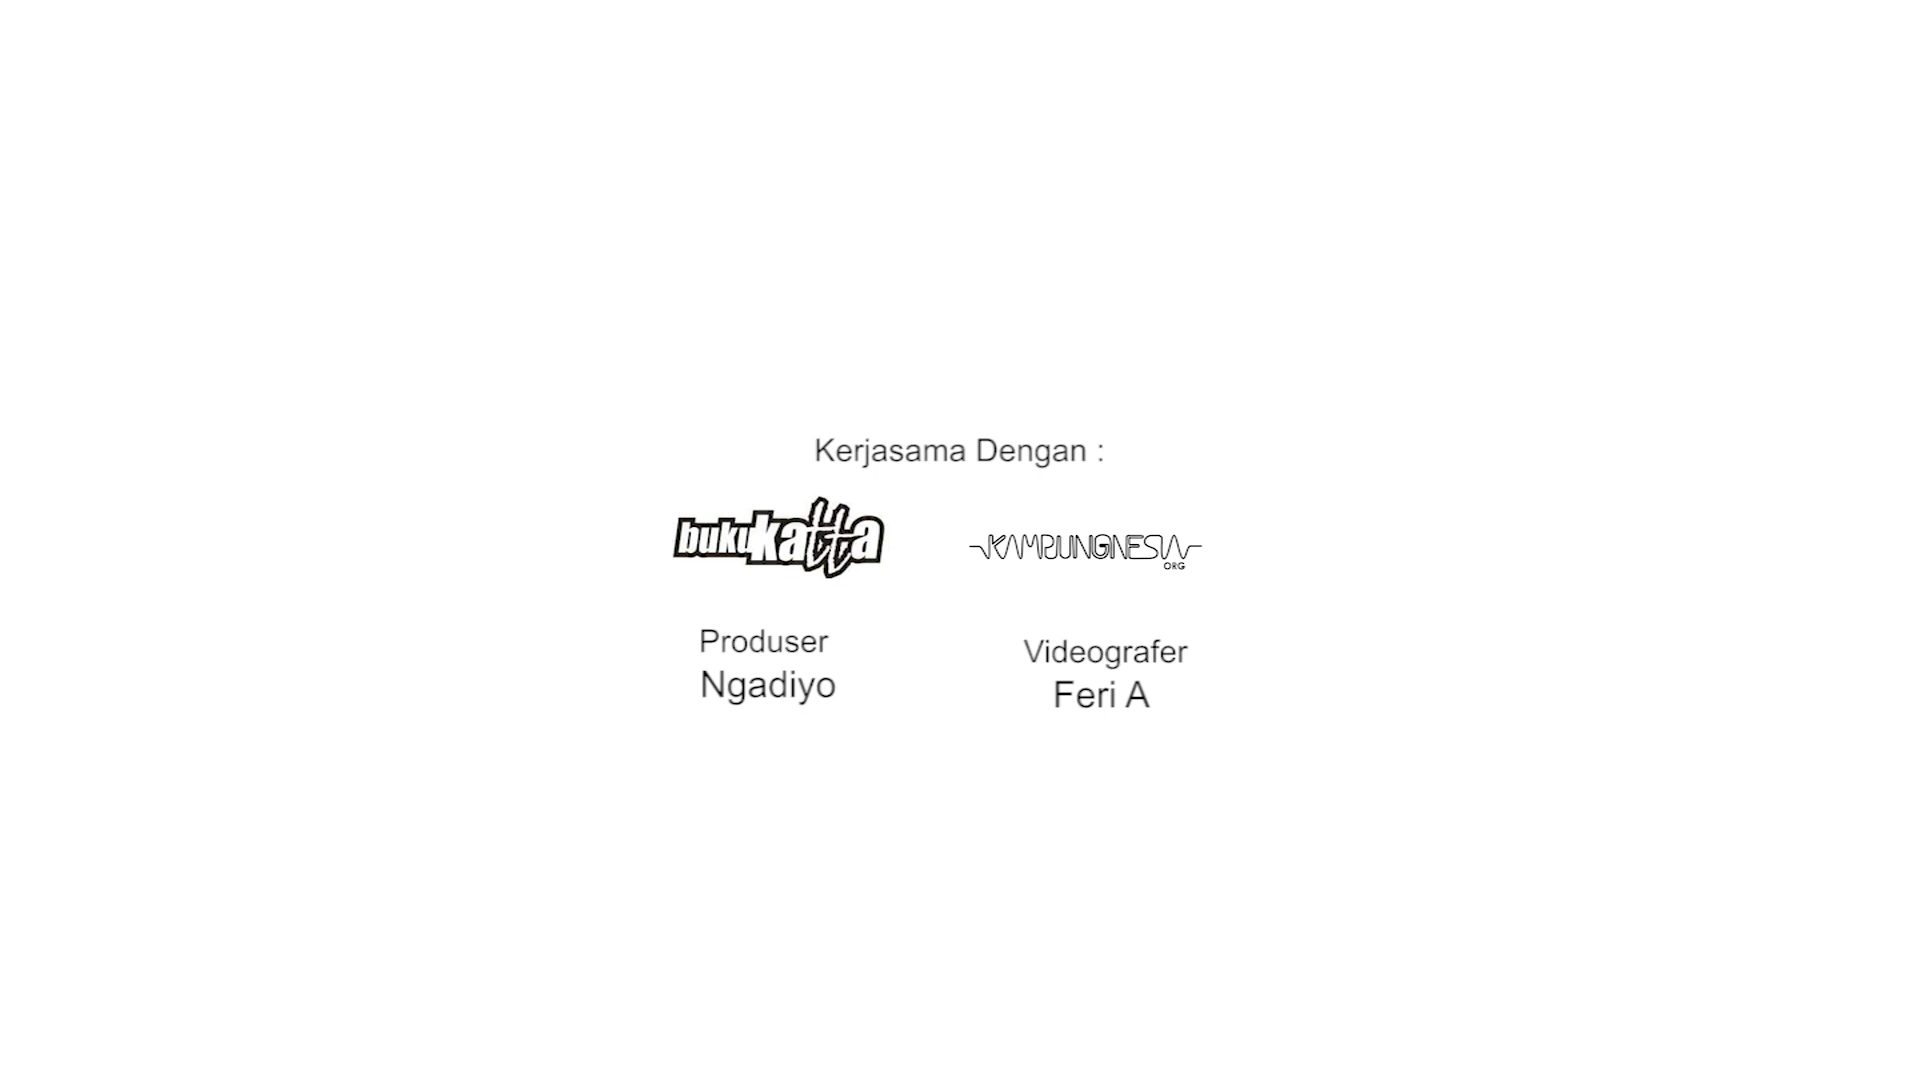 Kerjasama Dengan :
bukukatta
KAMPUNGNESIA
ORG
Produser
Ngadiyo
Videografer
Feri A